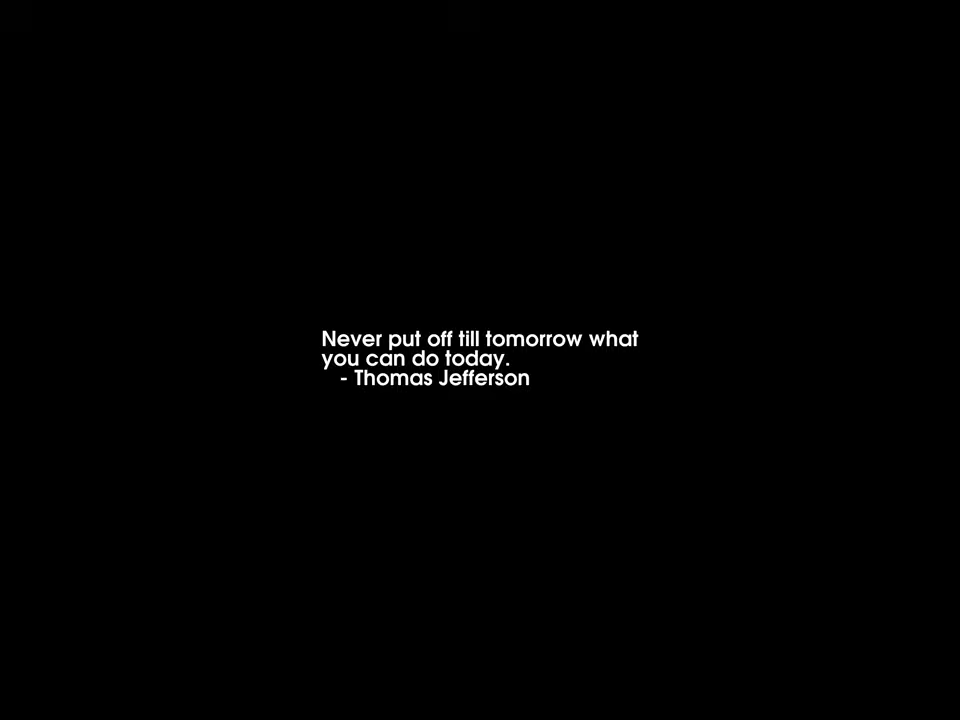 Never put off till tomorrow what
you can do today.
- Thomas Jefferson